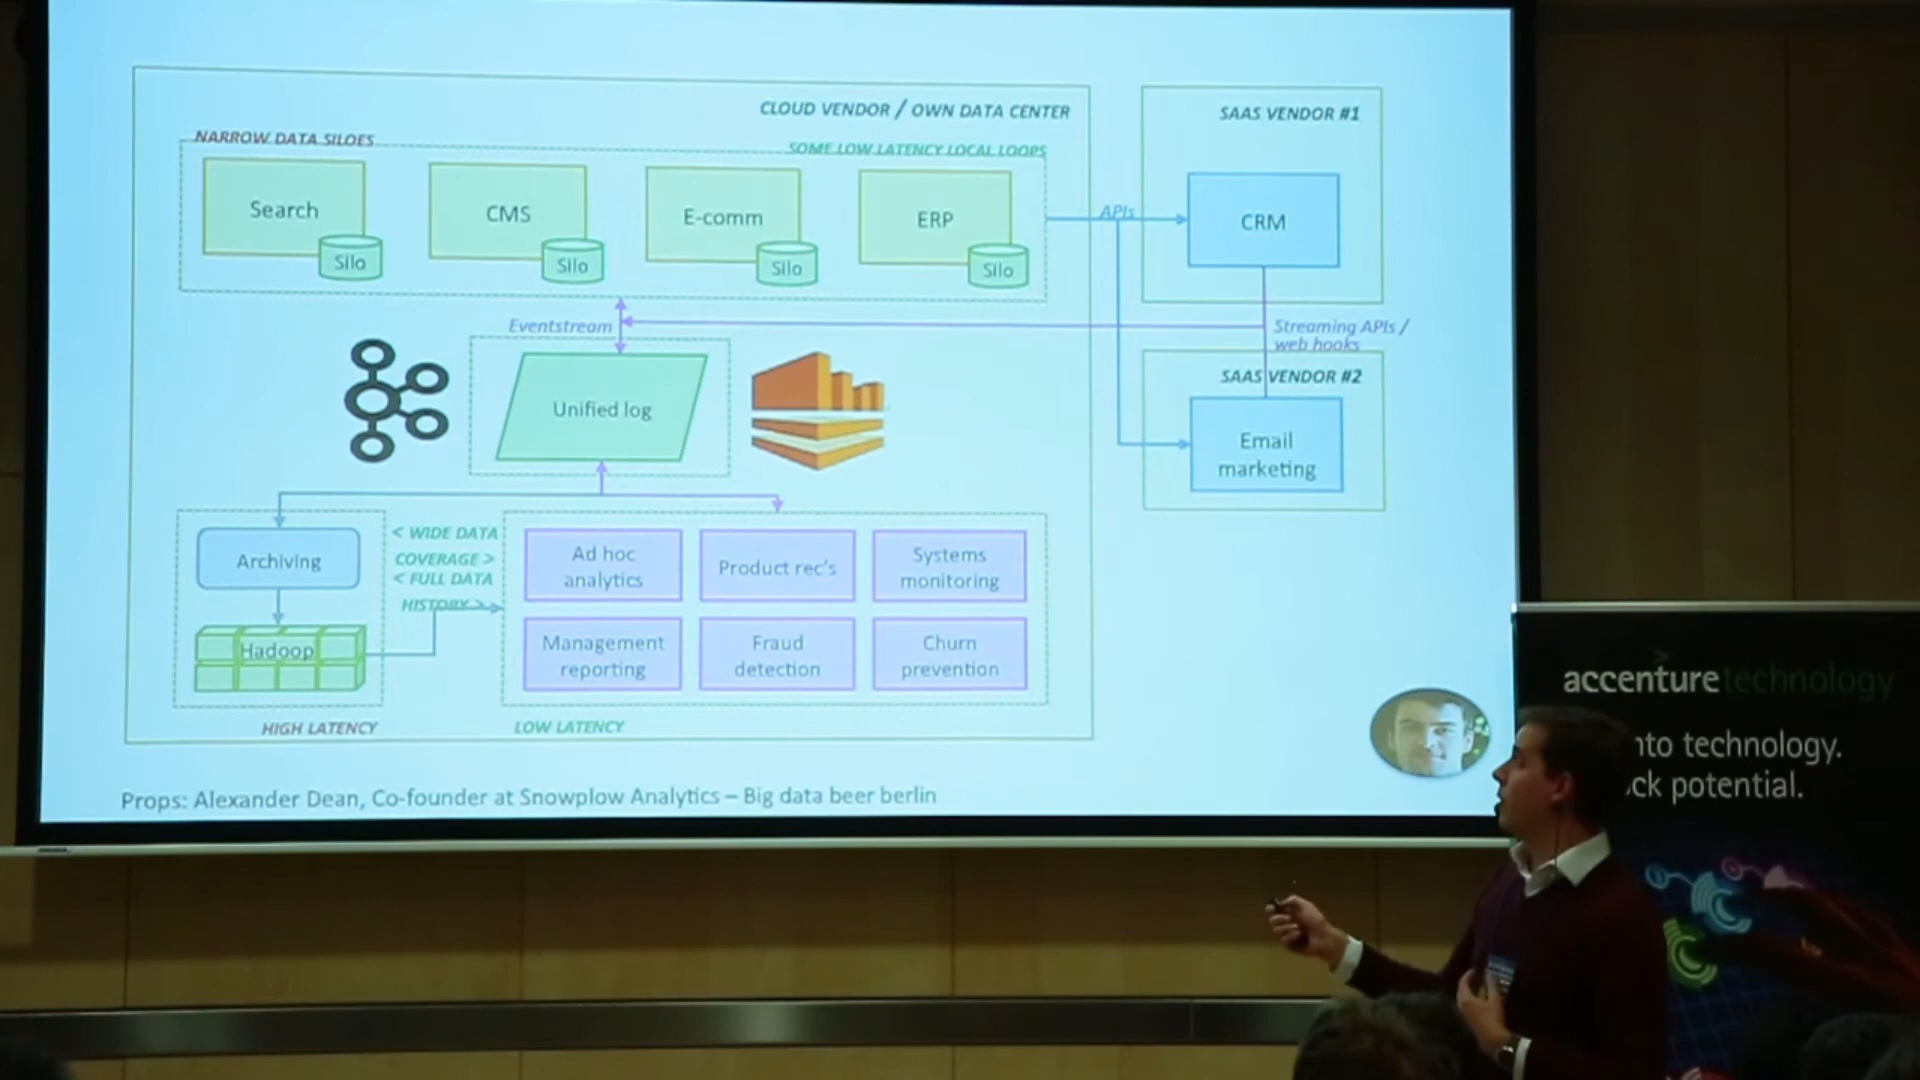 CLOUD VENDOR / OWN DATA CENTER
SAAS VENDOR #1
NARROW DATA SILOES
SOME LOW LATENCY LOCAL LOOPS
Search
CMS
E-comm
ERP
APIs
CRM
Silo
Silo
Silo
Silo
Eventstream
Streaming APIs /
web hooks
SAAS VENDOR #2
Unified log
Email
marketing
< WIDE DATA
COVERAGE >
< FULL DATA
HISTORY >
Archiving
Hadoop
Ad hoc
analytics
Product rec's
Systems
monitoring
Management
reporting
Fraud
detection
Churn
prevention
HIGH LATENCY
LOW LATENCY
Props: Alexander Dean, Co-founder at Snowplow Analytics – Big data beer berlin
accenturetechnology
technology.
potential.